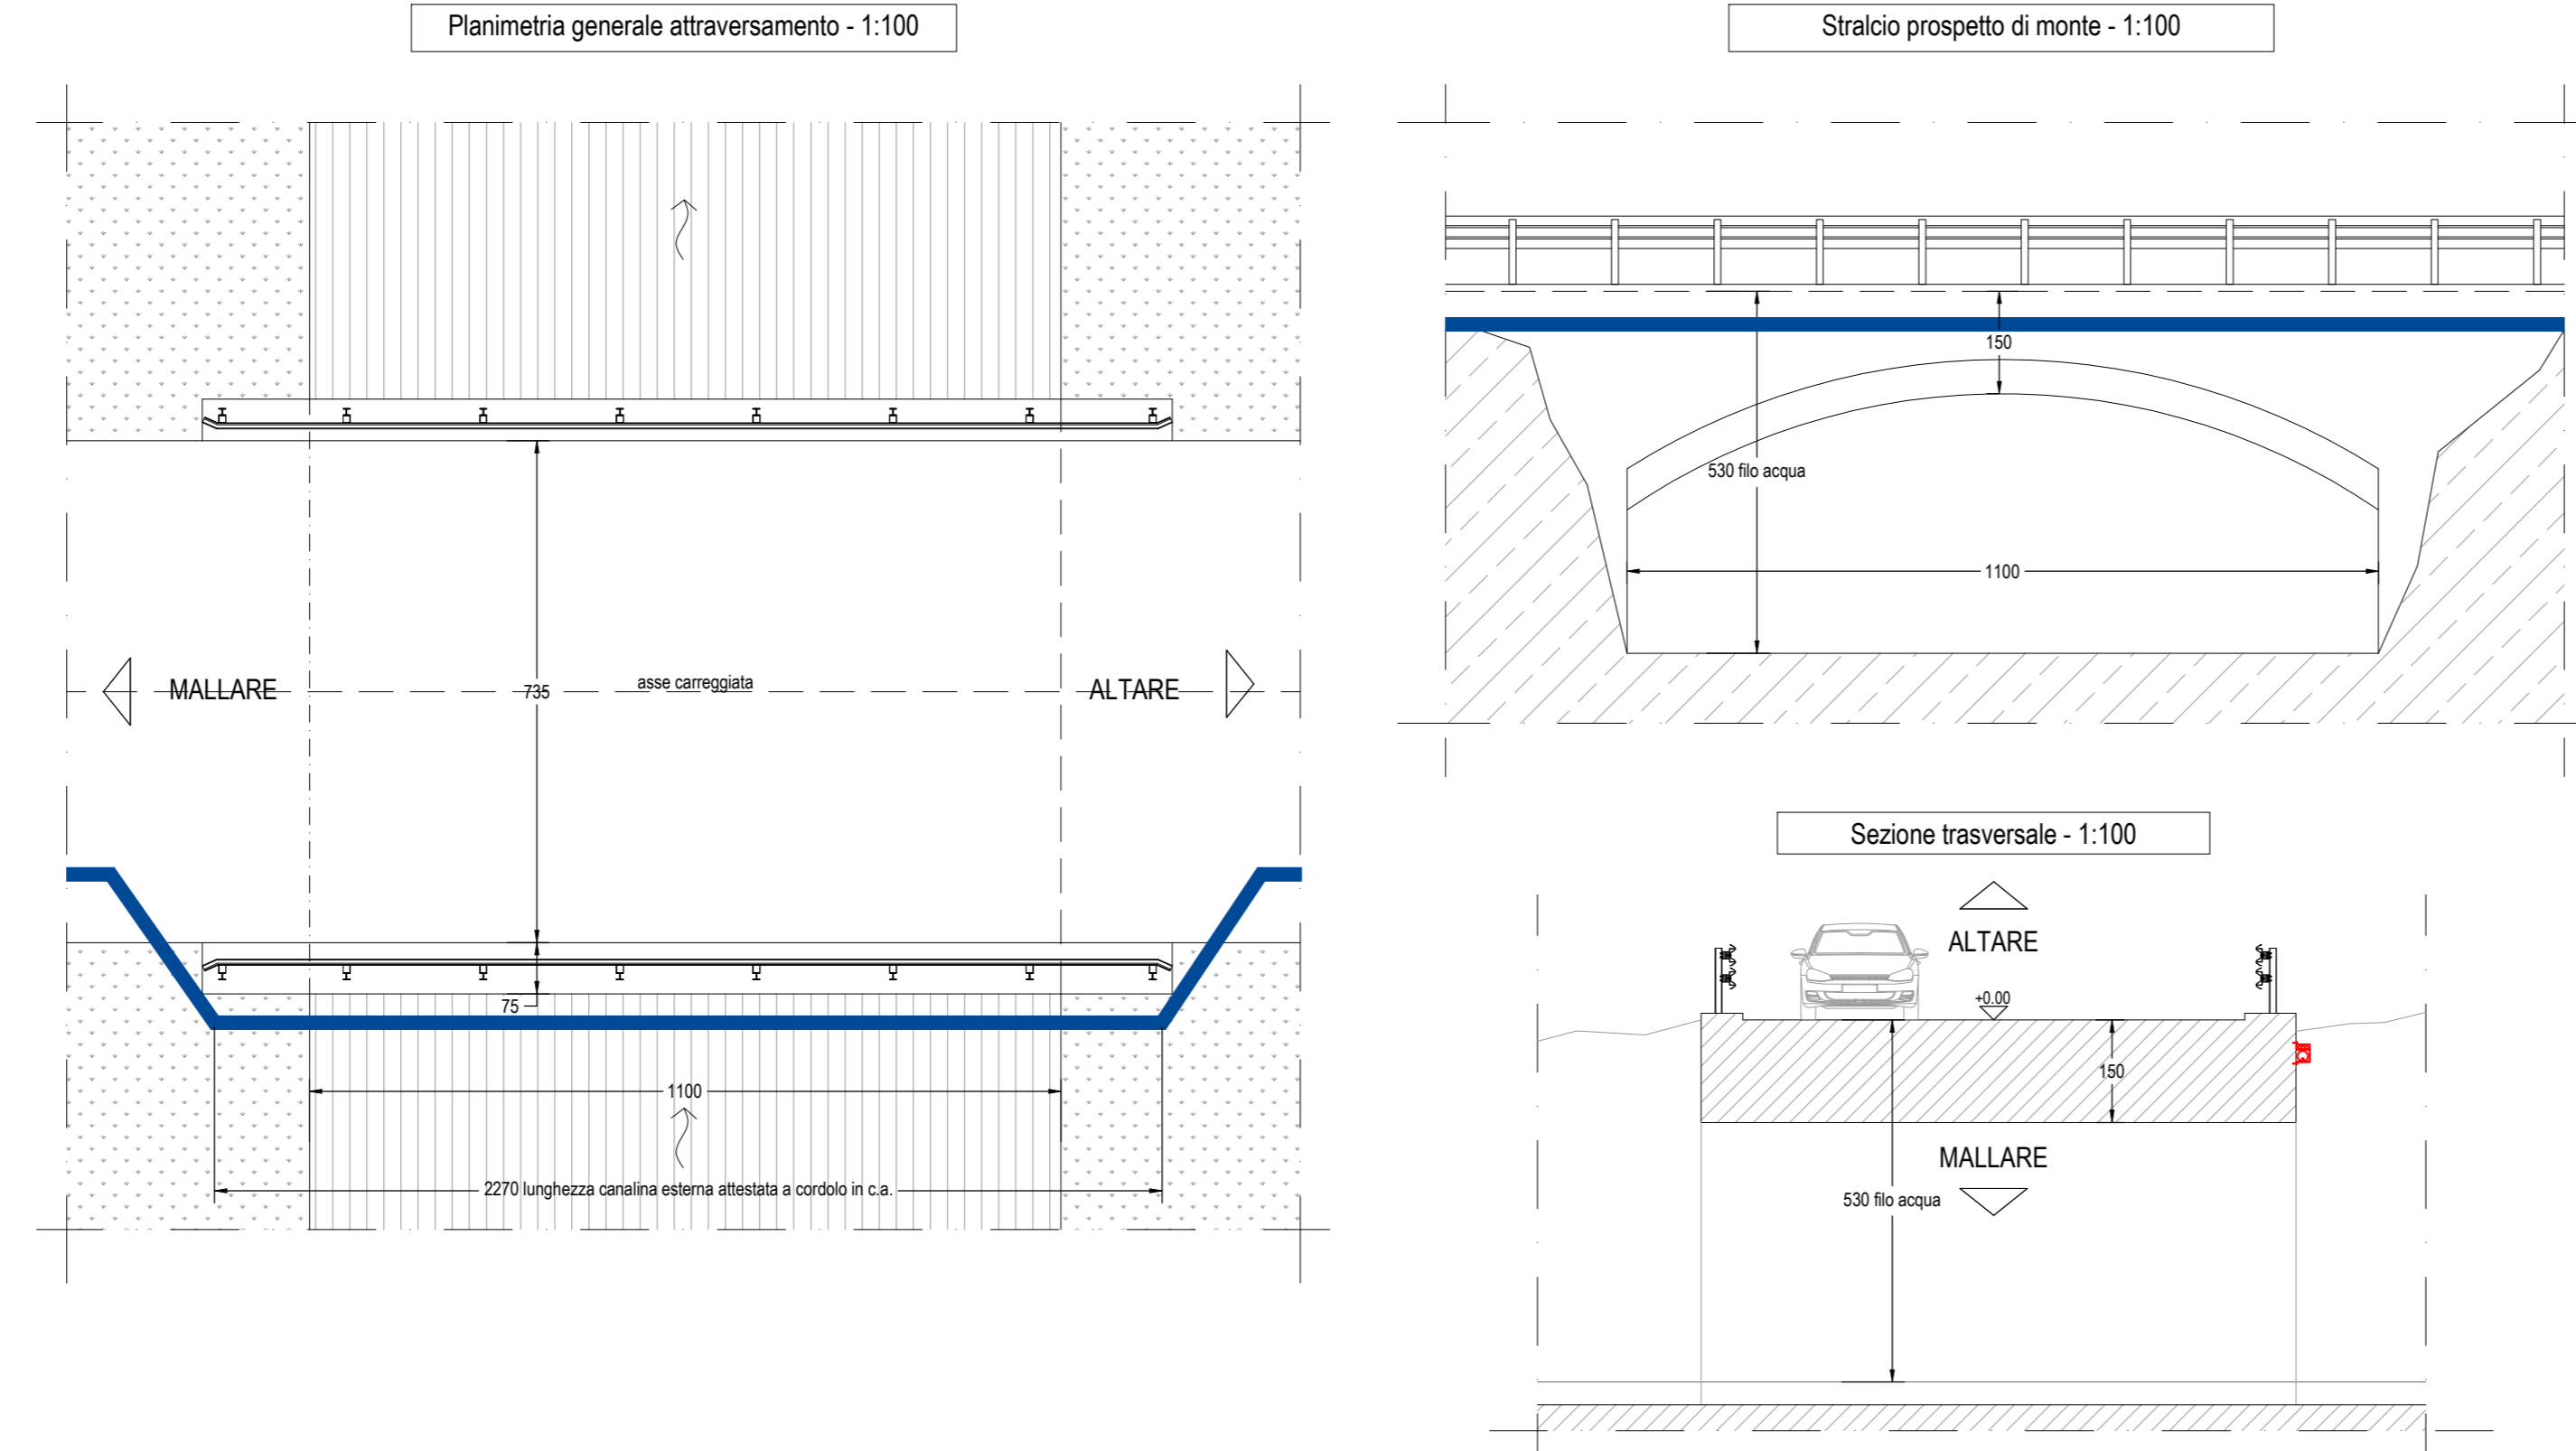 Planimetria generale attraversamento - 1:100
MALLARE
735
asse carreggiata
ALTARE
75
1100
2270 lunghezza canalina esterna attestata a cordolo in c.a.
Stralcio prospetto di monte - 1:100
150
530 filo acqua
1100
Sezione trasversale - 1:100
ALTARE
+0.00
150
MALLARE
530 filo acqua